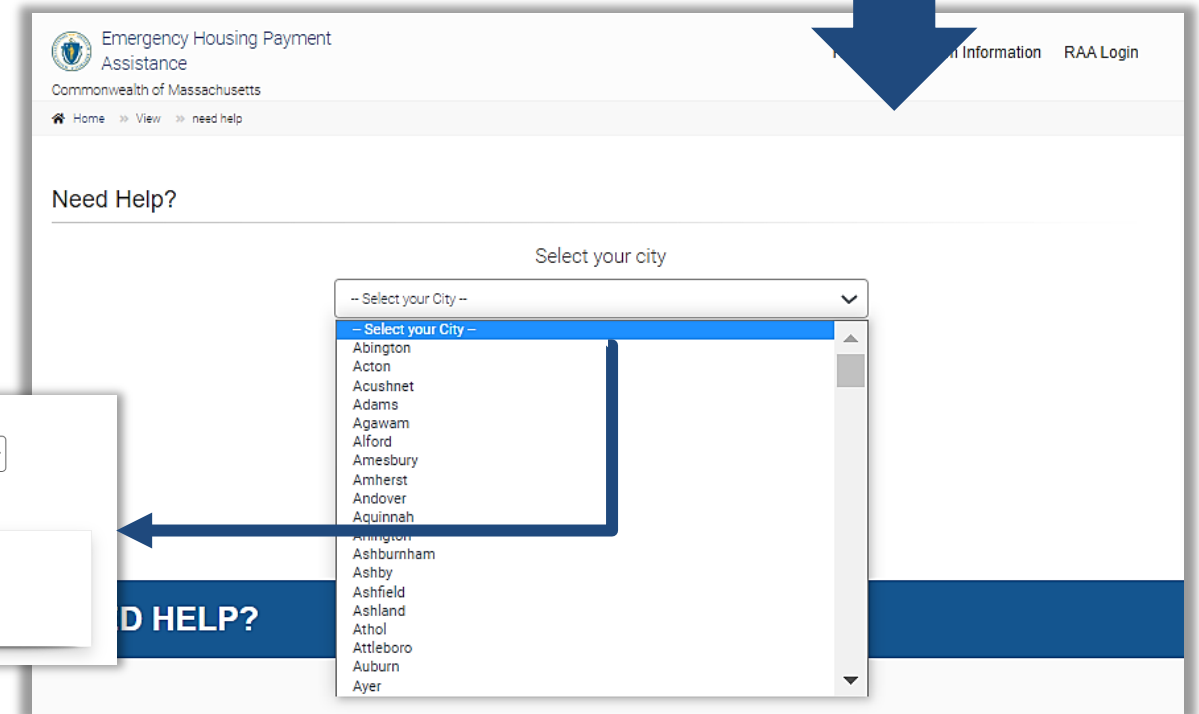 Emergency Housing Payment
Assistance
Commonwealth of Massachusetts
Information RAA Login
Home » View » need help
Need Help?
Select your city
-- Select your City --
-- Select your City --
Abington
Acton
Acushnet
Adams
Agawam
Alford
Amesbury
Amherst
Andover
Aquinnah
Ashburnham
Ashby
Ashfield
Ashland
Athol
Attleboro
Auburn
Ayer
D HELP?